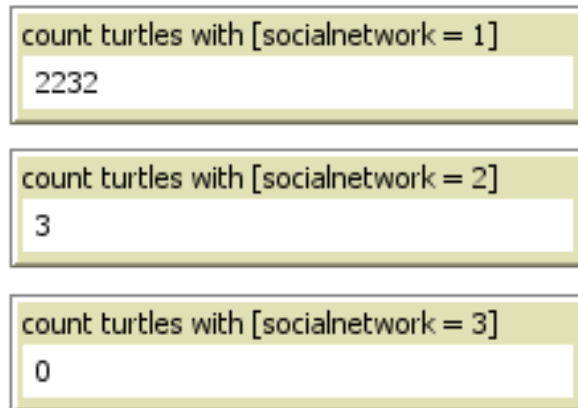 count turtles with [socialnetwork = 1]
2232
count turtles with [socialnetwork = 2]
3
count turtles with [socialnetwork = 3]
0